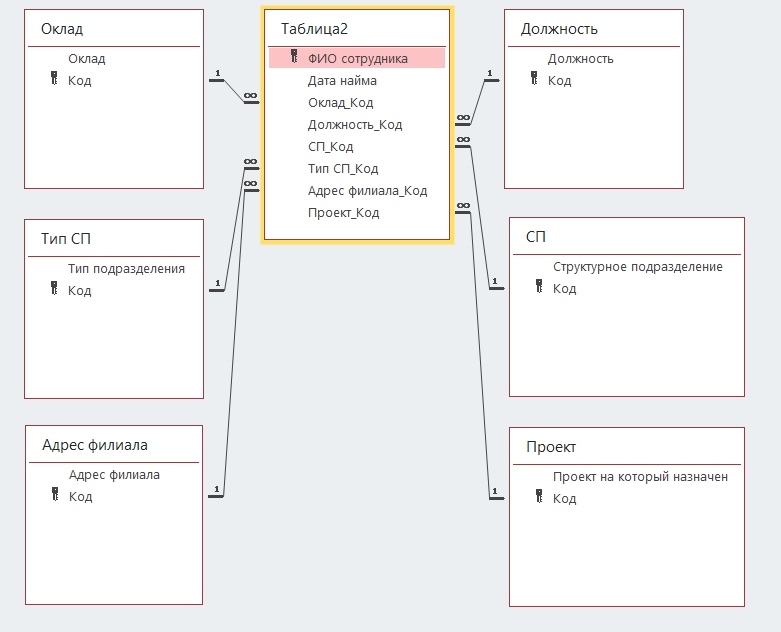 Оклад
Оклад
Код
Таблица2
ФИО сотрудника
Дата найма
Оклад_Код
Должность_Код
СП_Код
Тип СП_Код
Адрес филиала_Код
Проект_Код
Должность
Должность
Код
Тип СП
Тип подразделения
Код
СП
Структурное подразделение
Код
Адрес филиала
Адрес филиала
Код
Проект
Проект на который назначен
Код
1
∞
1
∞
∞
∞
∞
∞
1
1
1
1